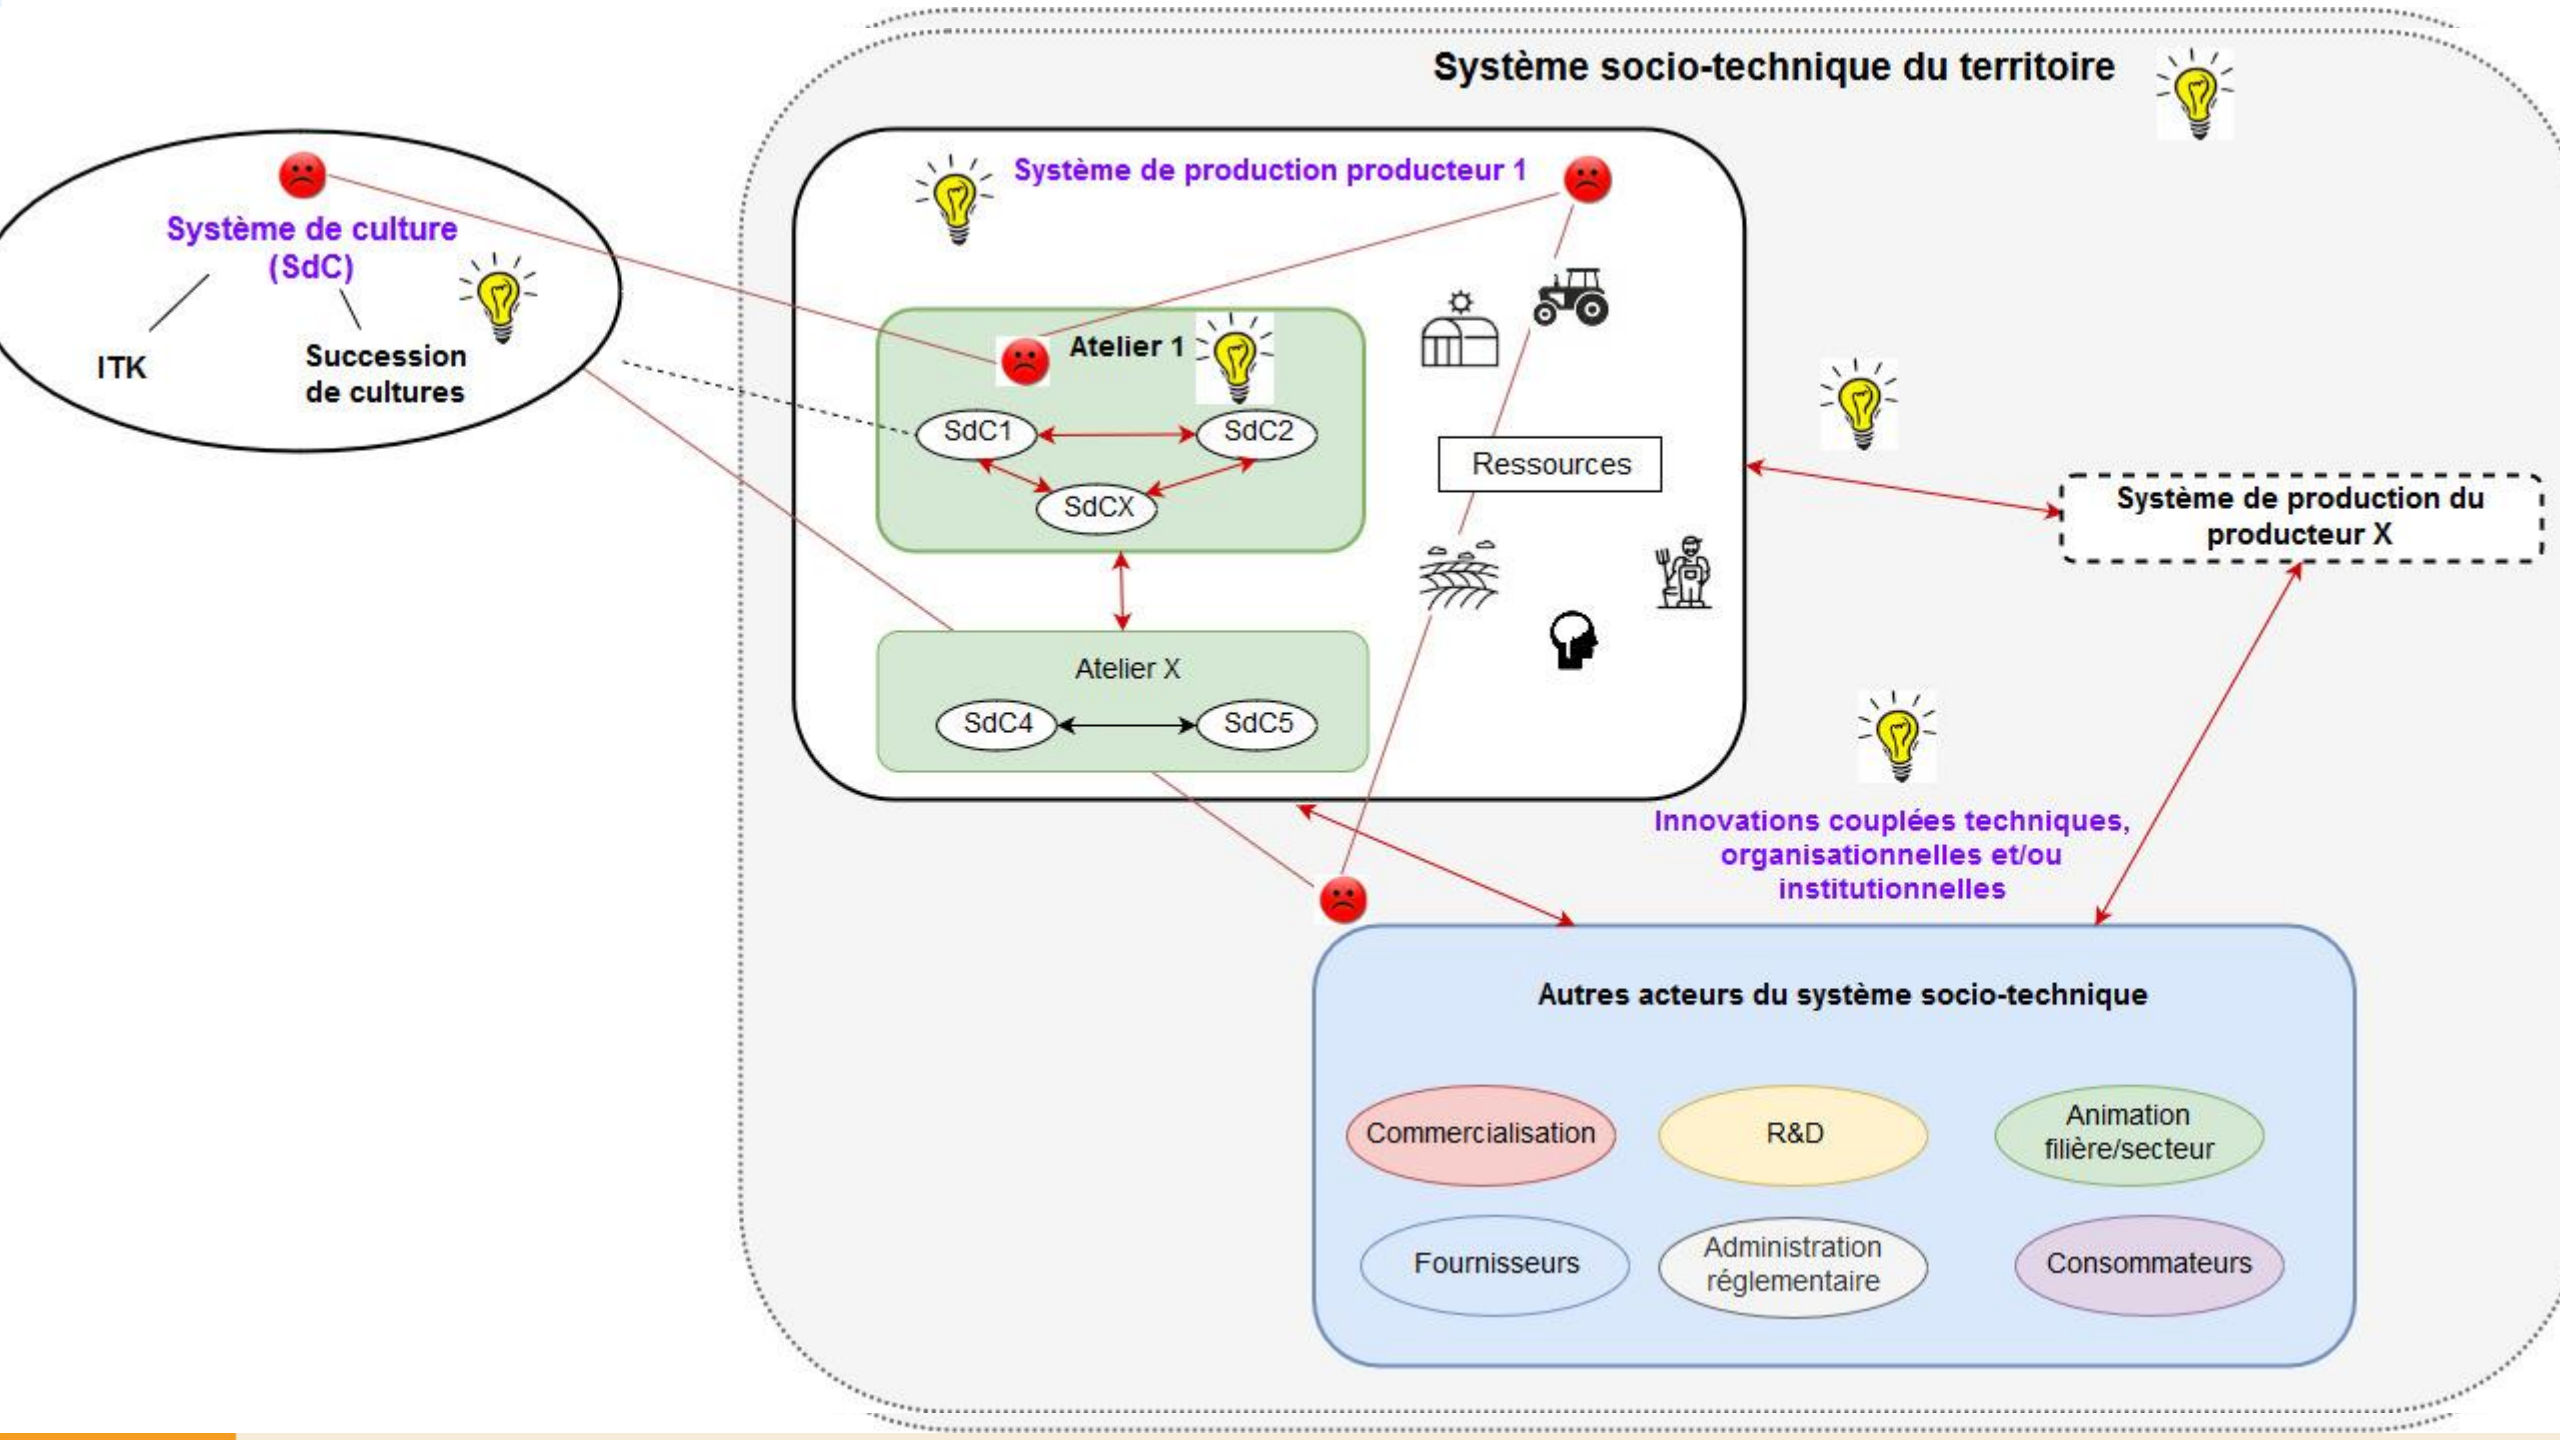 Système socio-technique du territoire
Système de culture
(SdC)
ITK
Succession
de cultures
Système de production producteur 1
Atelier 1
SdC1
SdC2
SdCX
Atelier X
SdC4
SdC5
Ressources
Système de production du
producteur X
Innovations couplées techniques,
organisationnelles et/ou
institutionnelles
Autres acteurs du système socio-technique
Commercialisation
R&D
Animation
filière/secteur
Fournisseurs
Administration
réglementaire
Consommateurs